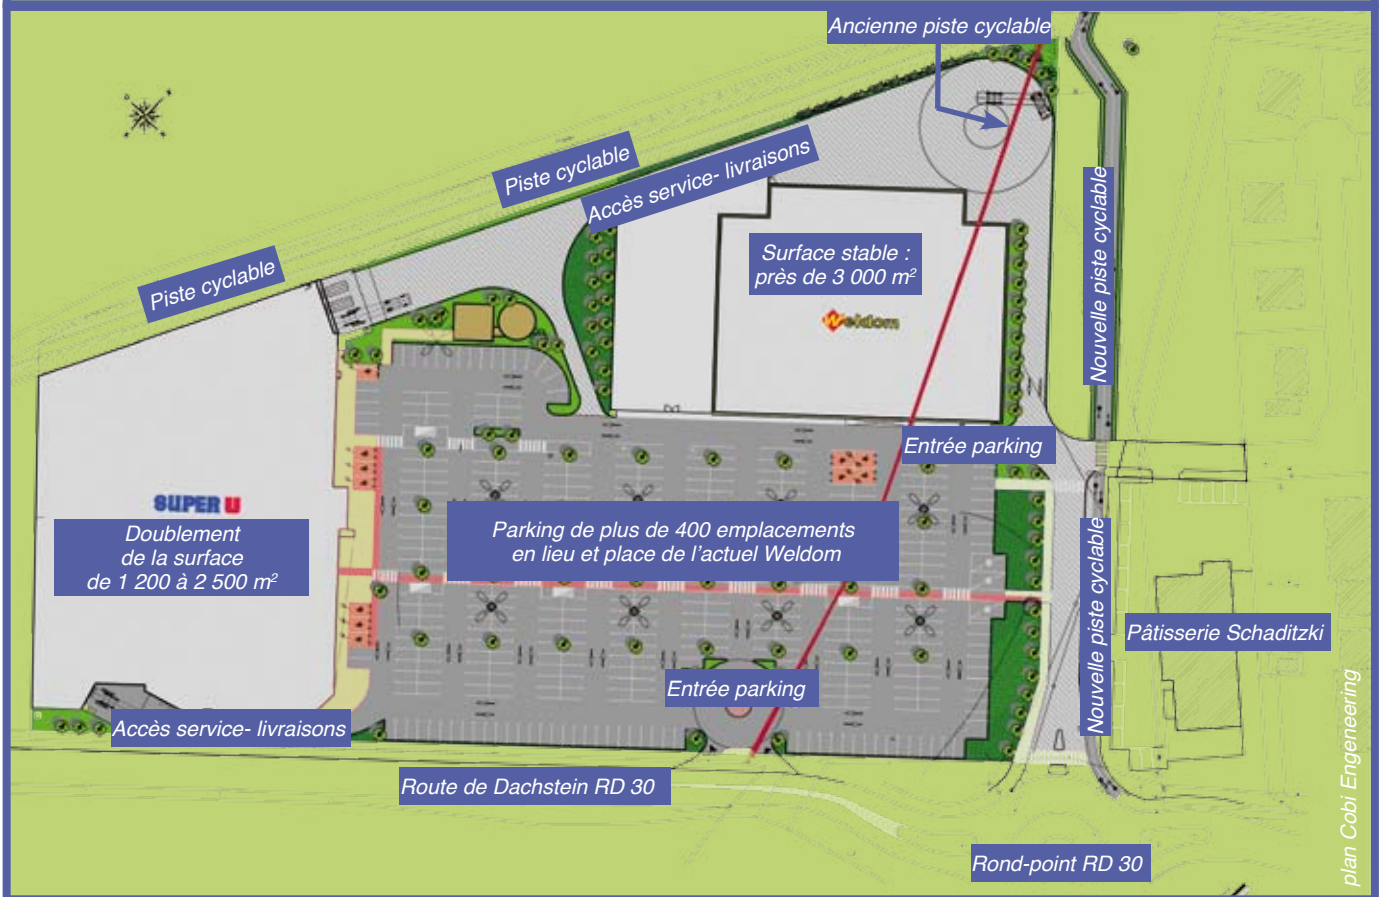 Ancienne piste cyclable
Piste cyclable
Accès service- livraisons
Piste cyclable
Nouvelle piste cyclable
Surface stable :
près de 3 000 m²
Weldom
Entrée parking
SUPER U
Doublement
de la surface
de 1 200 à 2 500 m²
Parking de plus de 400 emplacements
en lieu et place de l'actuel Weldom
Nouvelle piste cyclable
Pâtisserie Schaditzki
Entrée parking
Accès service- livraisons
Route de Dachstein RD 30
Rond-point RD 30
plan Cobi Engeneering